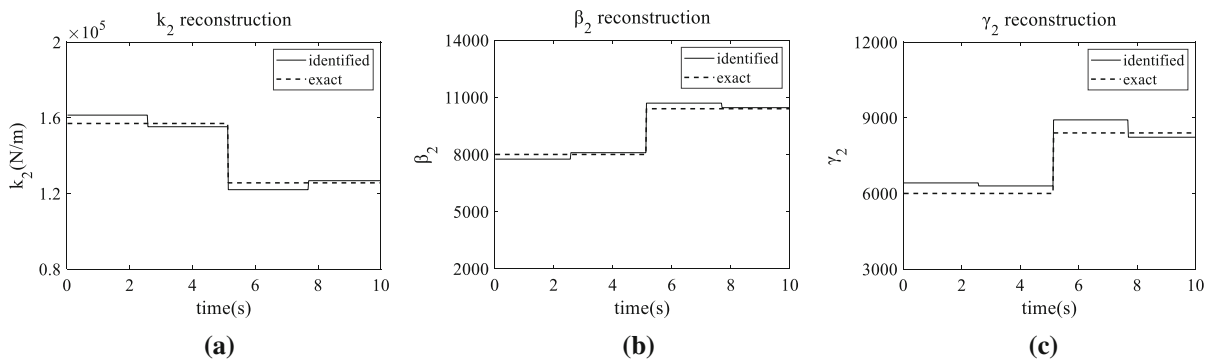 k₂ reconstruction
× 10⁵
2
1.6
1.2
0.8
k₂(N/m)
identified
exact
0 2 4 6 8 10
time(s)
(a)
β₂ reconstruction
14000
11000
8000
5000
2000
β₂
identified
exact
0 2 4 6 8 10
time(s)
(b)
γ₂ reconstruction
12000
9000
6000
3000
γ₂
identified
exact
0 2 4 6 8 10
time(s)
(c)